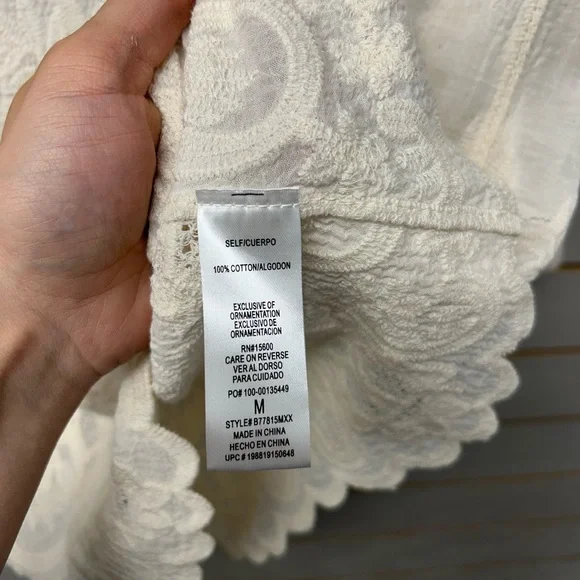 SELF/CUERPO
100% COTTON/ALGODON
EXCLUSIVE OF
ORNAMENTATION
EXCLUSIVO DE
ORNAMENTACION
RN#15600
CARE ON REVERSE
VER AL DORSO
PARA CUIDADO
PO# 100-00135449
M
STYLE# B77815MXX
MADE IN CHINA
HECHO EN CHINA
UPC # 198819150648